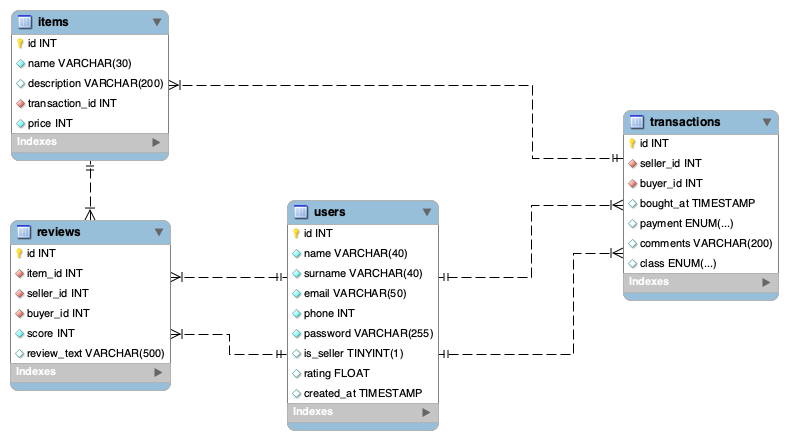 items
id INT
name VARCHAR(30)
description VARCHAR(200)
transaction_id INT
price INT
Indexes
transactions
id INT
seller_id INT
buyer_id INT
bought_at TIMESTAMP
payment ENUM(...)
comments VARCHAR(200)
class ENUM(...)
Indexes
reviews
id INT
item_id INT
seller_id INT
buyer_id INT
score INT
review_text VARCHAR(500)
Indexes
users
id INT
name VARCHAR(40)
surname VARCHAR(40)
email VARCHAR(50)
phone INT
password VARCHAR(255)
is_seller TINYINT(1)
rating FLOAT
created_at TIMESTAMP
Indexes